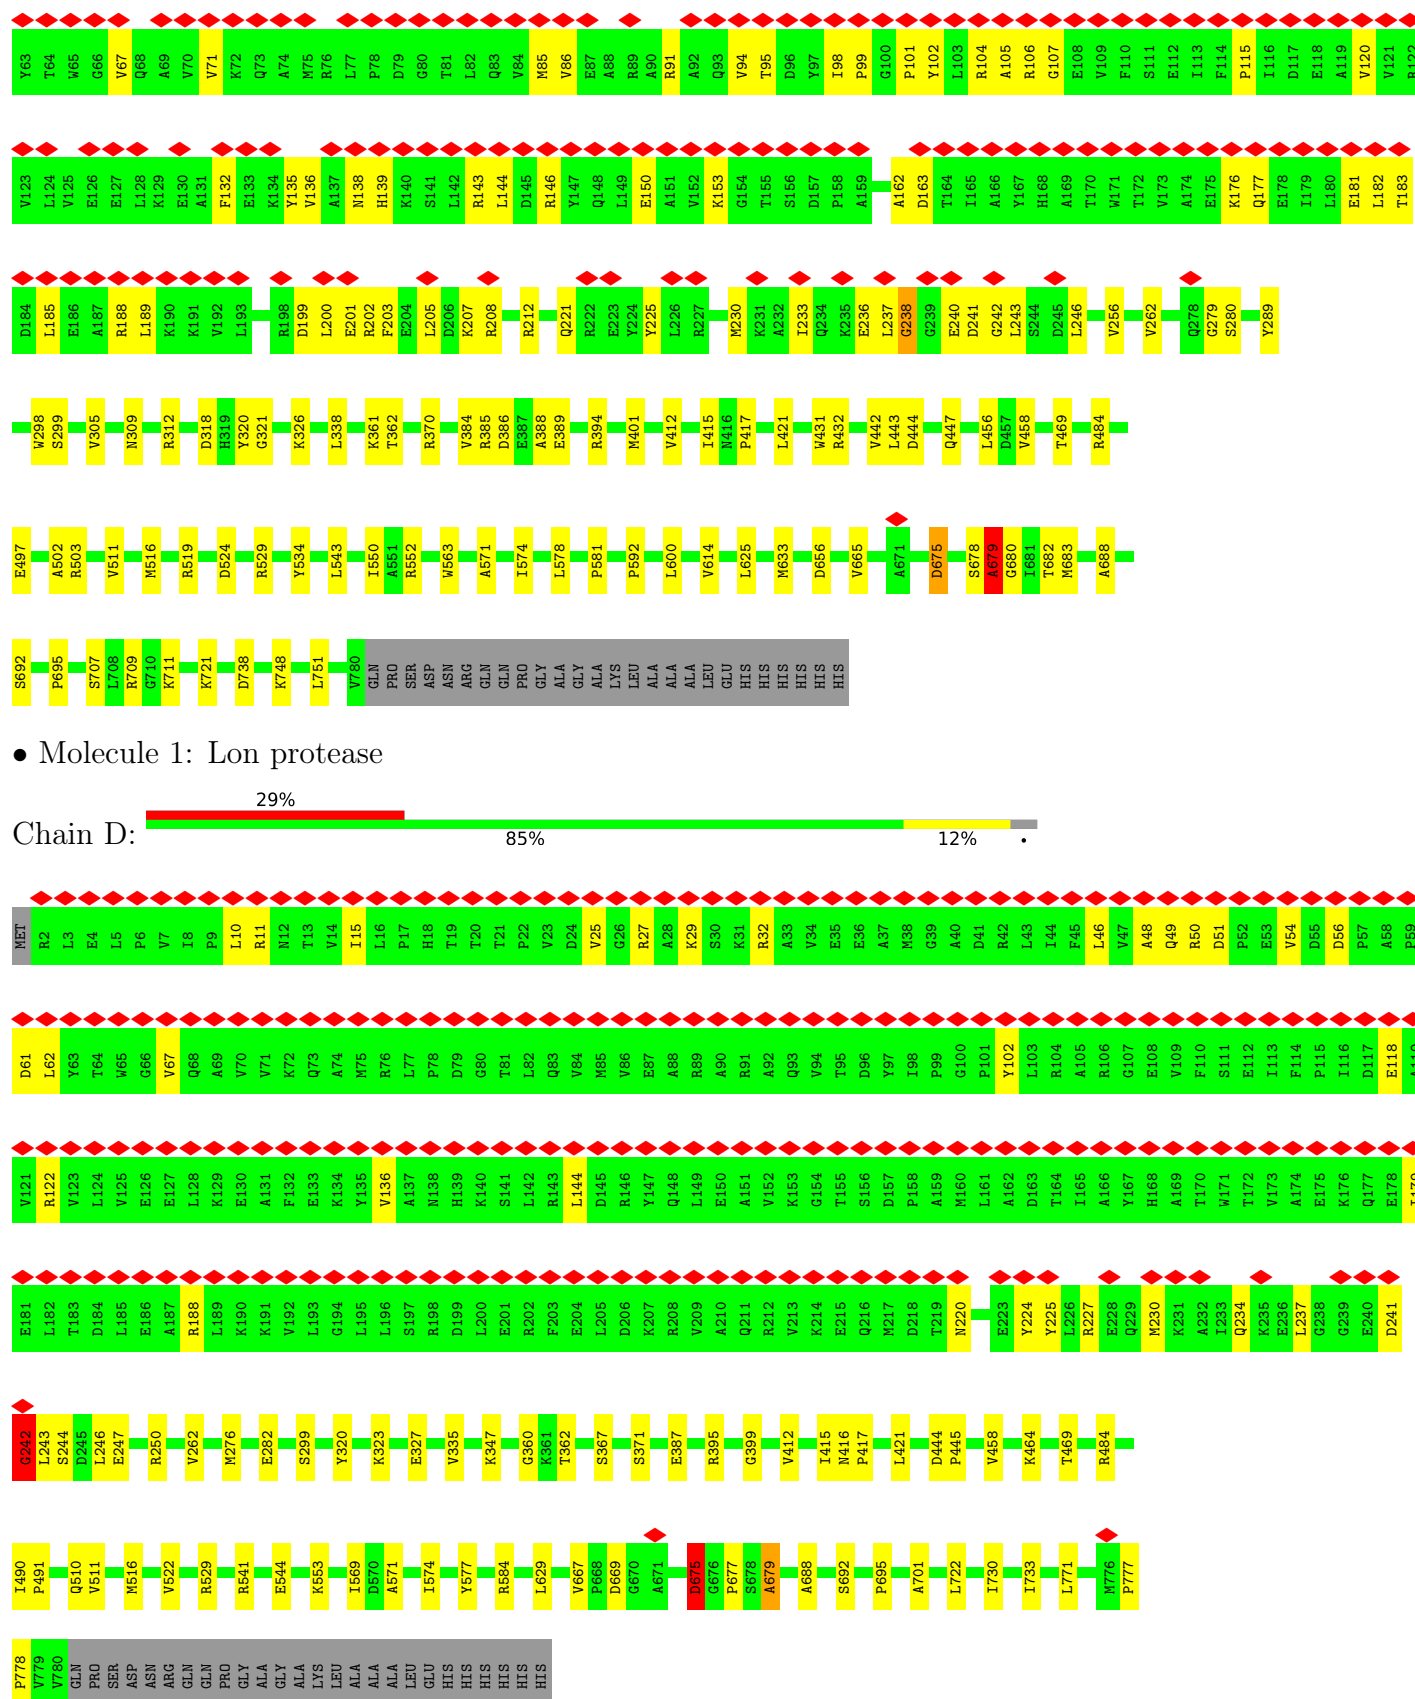 Y63 T64 W65 G66 V67 Q68 A69 V70 V71 K72 Q73 A74 M75 R76 L77 P78 D79 G80 T81 L82 Q83 V84 M85 V86 E87 A88 R89 A90 R91 A92 Q93 V94 T95 D96 Y97 I98 P99 G100 P101 Y102 L103 R104 A105 R106 G107 E108 V109 F110 S111 E112 I113 F114 P115 I116 D117 E118 A119 V120 V121 R122
V123 L124 V125 E126 E127 L128 K129 E130 A131 F132 E133 K134 Y135 V136 A137 N138 H139 K140 S141 L142 R143 L144 D145 R146 Y147 Q148 L149 E150 A151 V152 K153 G154 T155 S156 D157 P158 A159 A162 D163 T164 I165 A166 Y167 H168 A169 T170 W171 T172 V173 A174 E175 K176 Q177 E178 I179 L180 E181 L182 T183
D184 L185 E186 A187 R188 L189 K190 K191 V192 L193 R198 D199 L200 E201 R202 F203 E204 L205 D206 K207 R208 R212 Q221 R222 E223 Y224 Y225 L226 R227 M230 K231 A232 I233 Q234 K235 E236 L237 G238 G239 E240 D241 G242 L243 S244 D245 L246 V256 V262 Q278 G279 S280 Y289
W298 S299 V305 N309 R312 D318 H319 Y320 G321 K326 L338 K361 T362 R370 V384 R385 D386 E387 A388 E389 R394 M401 V412 I415 N416 P417 L421 W431 R432 V442 L443 D444 Q447 L456 D457 V458 T469 R484
E497 A502 R503 V511 M516 R519 D524 R529 Y534 L543 I550 A551 R552 W563 A571 I574 L578 P581 P592 L600 V614 L625 M633 D656 V665 A671 D675 S678 A679 G680 I681 T682 M683 A688
S692 P695 S707 L708 R709 G710 K711 K721 D738 K748 L751 V780 GLN PRO SER ASP ASN ARG GLN GLN PRO GLY ALA GLY ALA ALA LYS LEU ALA ALA ALA LEU GLU HIS HIS HIS HIS HIS HIS
• Molecule 1: Lon protease
29%
Chain D:
85% 12% •
MET R2 L3 E4 L5 P6 V7 I8 P9 L10 R11 N12 T13 V14 I15 L16 P17 H18 T19 T20 T21 P22 V23 D24 V25 G26 R27 A28 K29 S30 K31 R32 A33 V34 E35 E36 A37 M38 G39 A40 D41 R42 L43 I44 F45 L46 V47 A48 Q49 R50 D51 P52 E53 V54 D55 D56 P57 A58 P59
D61 L62 Y63 T64 W65 G66 V67 Q68 A69 V70 V71 K72 Q73 A74 M75 R76 L77 P78 D79 G80 T81 L82 Q83 V84 M85 V86 E87 A88 R89 A90 R91 A92 Q93 V94 T95 D96 Y97 I98 P99 G100 P101 Y102 L103 R104 A105 R106 G107 E108 V109 F110 S111 E112 I113 F114 P115 I116 D117 E118 A119
V121 R122 V123 L124 V125 E126 E127 L128 K129 E130 A131 F132 E133 K134 Y135 V136 A137 N138 H139 K140 S141 L142 R143 L144 D145 R146 Y147 Q148 L149 E150 A151 V152 K153 G154 T155 S156 D157 P158 A159 M160 L161 A162 D163 T164 I165 A166 Y167 H168 A169 T170 W171 T172 V173 A174 E175 K176 Q177 E178 I179
E181 L182 T183 D184 L185 E186 A187 R188 L189 K190 K191 V192 L193 G194 L195 L196 S197 R198 D199 L200 E201 R202 F203 E204 L205 D206 K207 R208 V209 A210 Q211 R212 V213 K214 E215 Q216 M217 D218 T219 N220 E223 Y224 Y225 L226 R227 E228 Q229 M230 K231 A232 I233 Q234 K235 E236 L237 G238 G239 E240 D241
G242 L243 S244 D245 L246 E247 R250 V262 M276 E282 S299 Y320 K323 E327 V335 K347 G360 K361 T362 S367 S371 E387 R395 G399 V412 I415 N416 P417 L421 D444 P445 V458 K464 T469 R484
I490 P491 Q510 V511 M516 V522 R529 R541 E544 K553 I569 D570 A571 I574 Y577 R584 L629 V667 P668 D669 G670 A671 D675 G676 P677 S678 A679 A688 S692 P695 A701 L722 I730 I733 L771 M776 P777
P778 V779 V780 GLN PRO SER ASP ASN ARG GLN GLN PRO GLY ALA GLY ALA ALA LYS LEU ALA ALA ALA LEU GLU HIS HIS HIS HIS HIS HIS